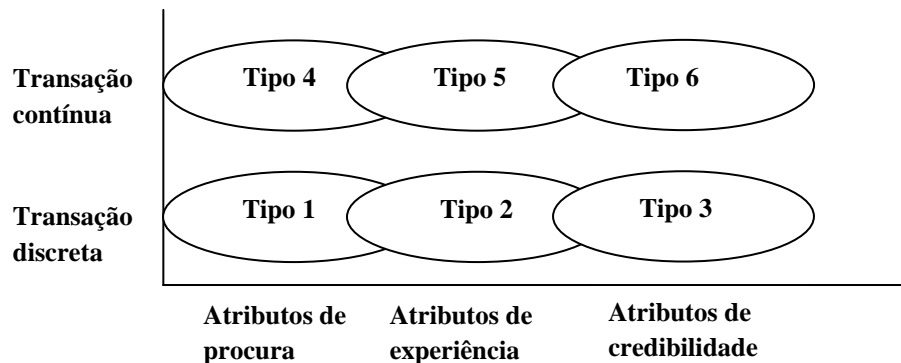 Transação
contínua
Tipo 4
Tipo 5
Tipo 6
Transação
discreta
Tipo 1
Tipo 2
Tipo 3
Atributos de
procura
Atributos de
experiência
Atributos de
credibilidade